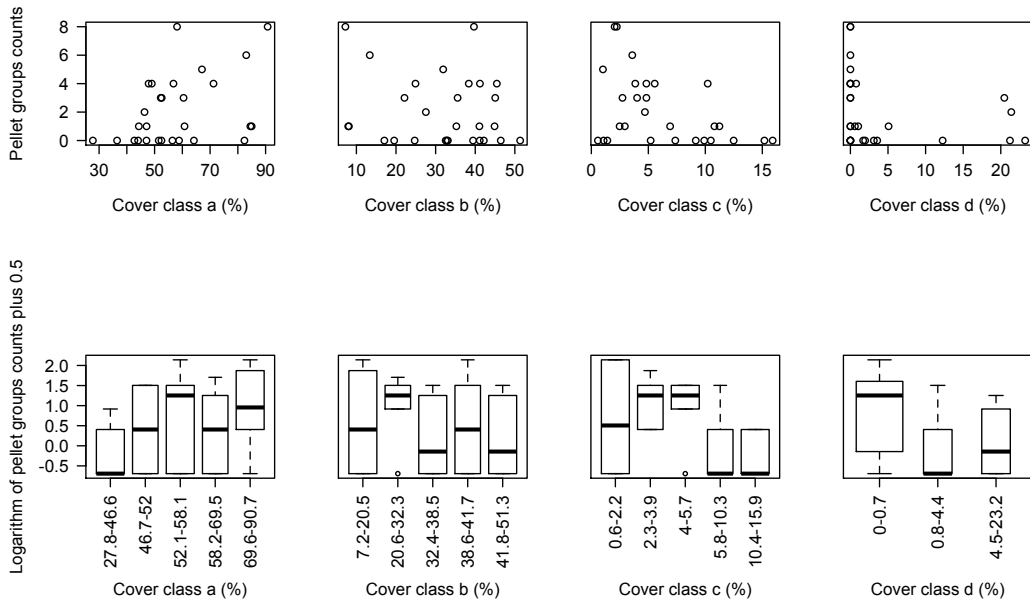 Pellet groups counts
8
6
4
2
0
30 50 70 90
10 20 30 40 50
0 5 10 15
0 5 10 20
Cover class a (%)
Cover class b (%)
Cover class c (%)
Cover class d (%)
Logarithm of pellet groups counts plus 0.5
2.0
1.5
1.0
0.5
0.0
-0.5
27.8-46.6
46.7-52
52.1-58.1
58.2-69.5
69.6-90.7
7.2-20.5
20.6-32.3
32.4-38.5
38.6-41.7
41.8-51.3
0.6-2.2
2.3-3.9
4-5.7
5.8-10.3
10.4-15.9
0-0.7
0.8-4.4
4.5-23.2
Cover class a (%)
Cover class b (%)
Cover class c (%)
Cover class d (%)